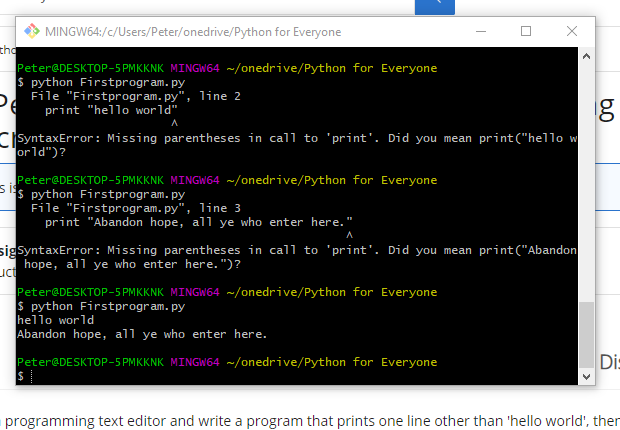 MINGW64:/c/Users/Peter/onedrive/Python for Everyone
Peter@DESKTOP-5PMKKNK MINGW64 ~/onedrive/Python for Everyone
$ python Firstprogram.py
  File "Firstprogram.py", line 2
    print "hello world"
                      ^
SyntaxError: Missing parentheses in call to 'print'. Did you mean print("hello w
orld")?
Peter@DESKTOP-5PMKKNK MINGW64 ~/onedrive/Python for Everyone
$ python Firstprogram.py
  File "Firstprogram.py", line 3
    print "Abandon hope, all ye who enter here."
                                               ^
SyntaxError: Missing parentheses in call to 'print'. Did you mean print("Abandon
 hope, all ye who enter here.")?
Peter@DESKTOP-5PMKKNK MINGW64 ~/onedrive/Python for Everyone
$ python Firstprogram.py
hello world
Abandon hope, all ye who enter here.
Peter@DESKTOP-5PMKKNK MINGW64 ~/onedrive/Python for Everyone
$
programming text editor and write a program that prints one line other than 'hello world', then